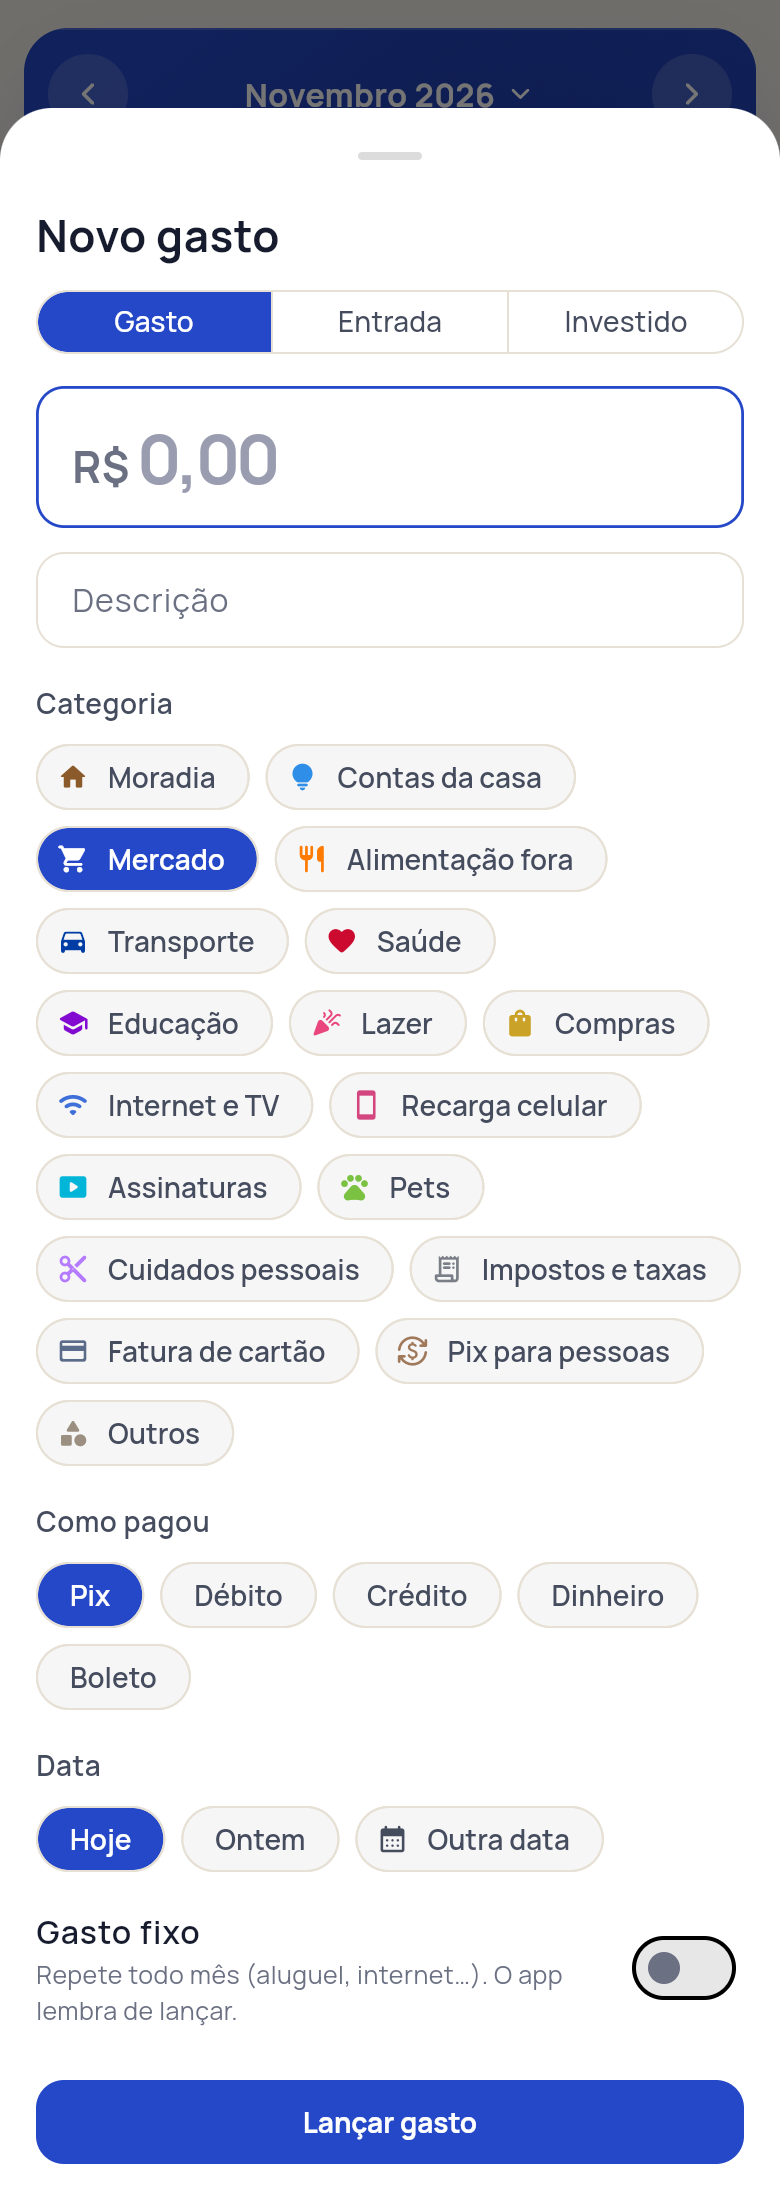 Novembro 2026
Novo gasto
Gasto Entrada Investido
R$ 0,00
Descrição
Categoria
Moradia Contas da casa
Mercado Alimentação fora
Transporte Saúde
Educação Lazer Compras
Internet e TV Recarga celular
Assinaturas Pets
Cuidados pessoais Impostos e taxas
Fatura de cartão Pix para pessoas
Outros
Como pagou
Pix Débito Crédito Dinheiro
Boleto
Data
Hoje Ontem Outra data
Gasto fixo
Repete todo mês (aluguel, internet…). O app
lembra de lançar.
Lançar gasto